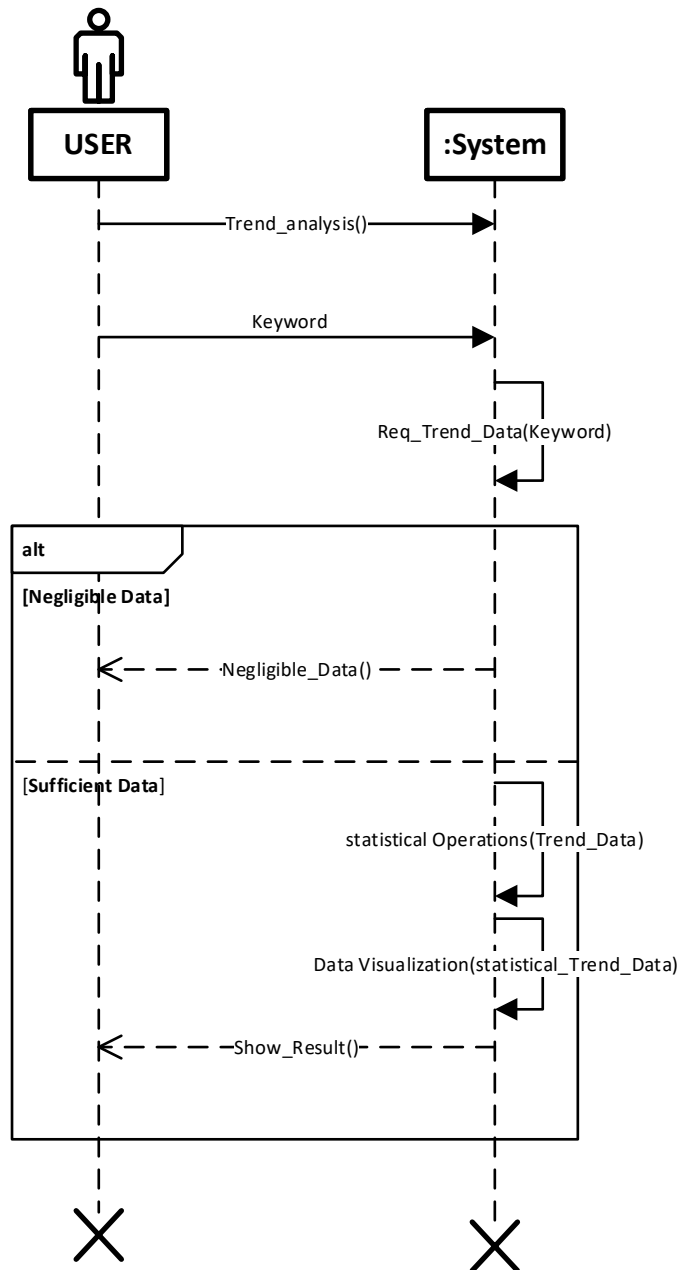 USER
:System
Trend_analysis()
Keyword
Req_Trend_Data(Keyword)
alt
[Negligible Data]
Negligible_Data()
[Sufficient Data]
statistical Operations(Trend_Data)
Data Visualization(statistical_Trend_Data)
Show_Result()